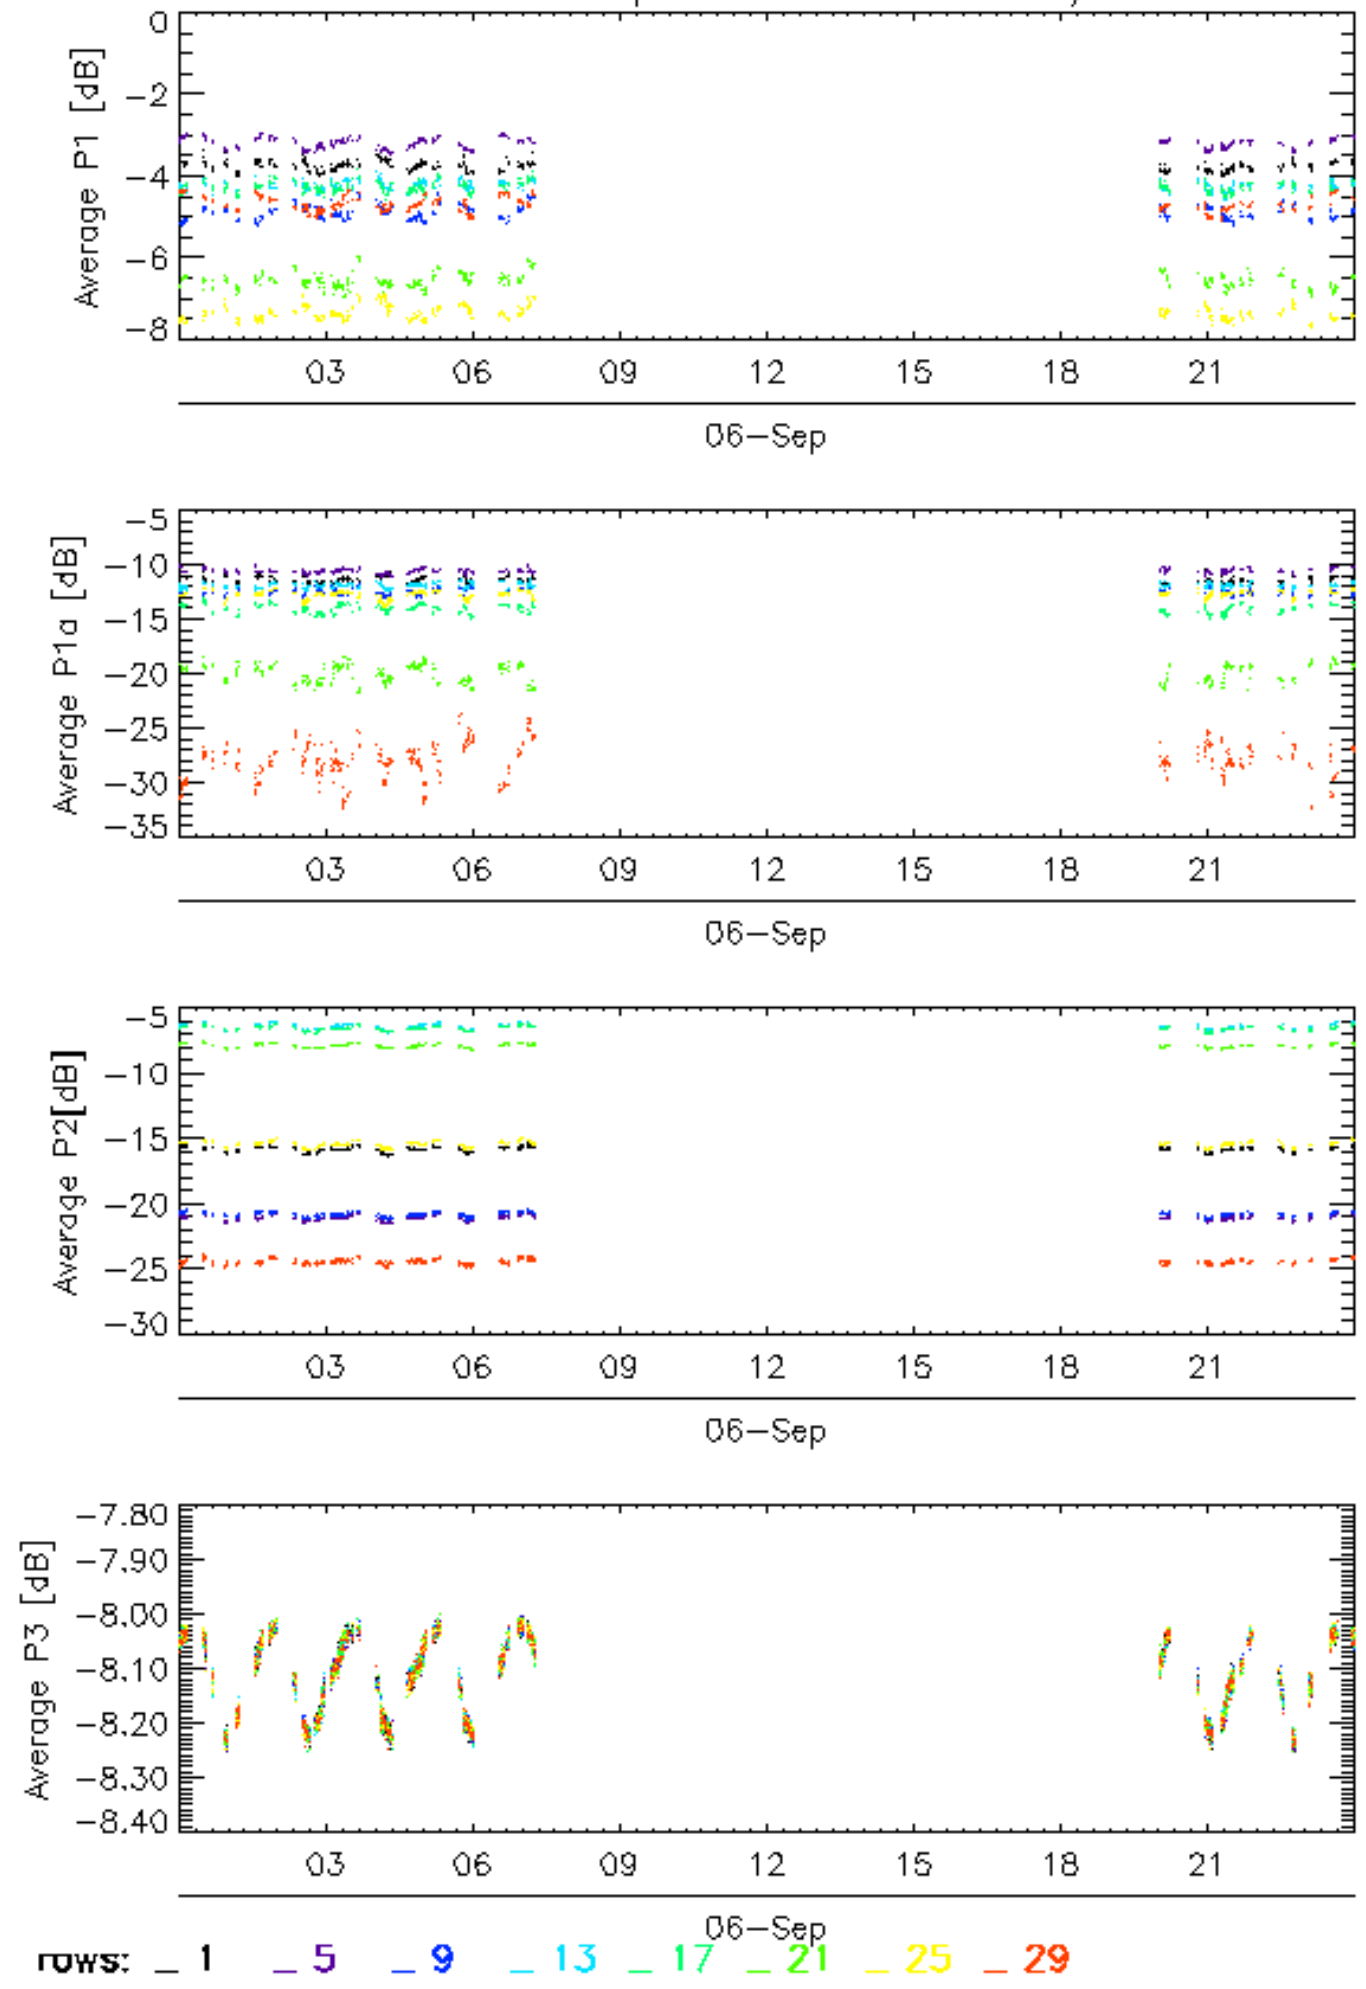 0
-2
-4
-6
-8
Average P1 [dB]
03 06 09 12 15 18 21
06-Sep
-5
-10
-15
-20
-25
-30
-35
Average P1a [dB]
03 06 09 12 15 18 21
06-Sep
-5
-10
-15
-20
-25
-30
Average P2[dB]
03 06 09 12 15 18 21
06-Sep
-7.80
-7.90
-8.00
-8.10
-8.20
-8.30
-8.40
Average P3 [dB]
03 06 09 12 15 18 21
06-Sep
rows: _ 1 _ 5 _ 9 _ 13 _ 17 _ 21 _ 25 _ 29